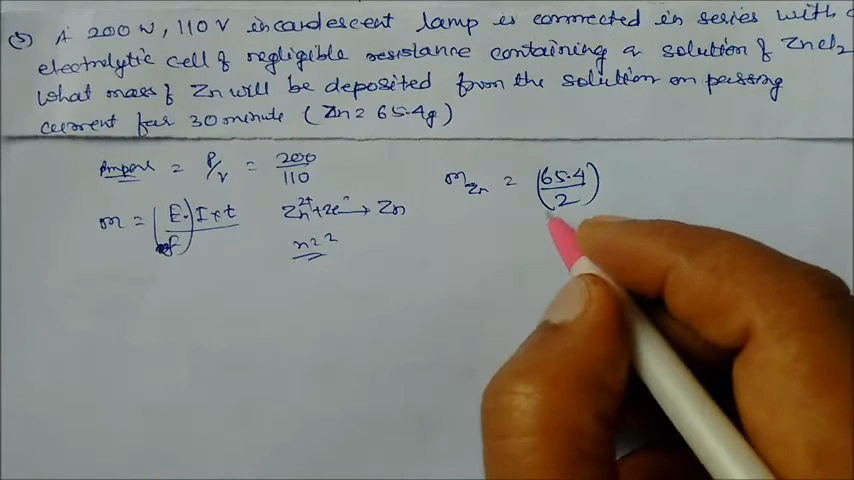 (5) A 200 W, 110 V incandescent lamp is connected in series with
electrolytic cell of negligible resistance containing a solution of ZnCl2
What mass of Zn will be deposited from the solution on passing
current for 30 minute ( Zn = 65.4g)
Ampere = P/V = 200/110
m = (E/F) I x t
Zn2+ + 2e- → Zn
n = 2
mZn = (65.4/2)